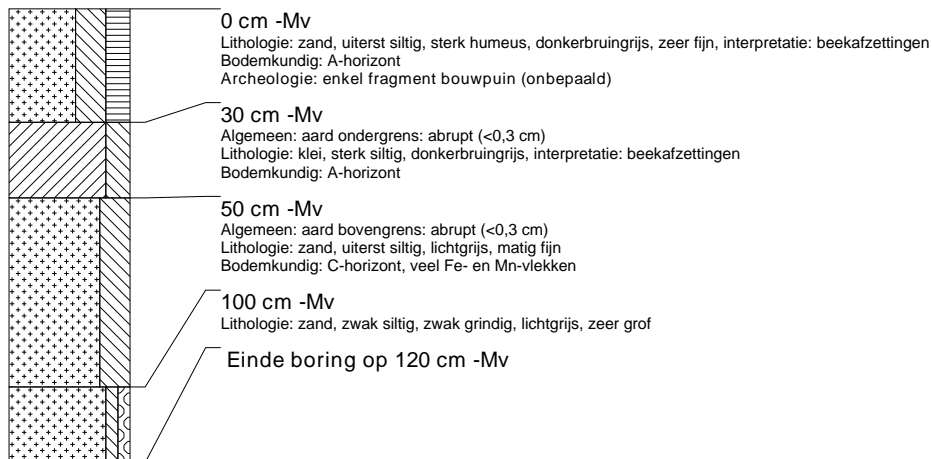 0 cm -Mv
Lithologie: zand, uiterst siltig, sterk humeus, donkerbruingrijs, zeer fijn, interpretatie: beekafzettingen
Bodemkundig: A-horizont
Archeologie: enkel fragment bouwpuin (onbepaald)
30 cm -Mv
Algemeen: aard ondergrens: abrupt (<0,3 cm)
Lithologie: klei, sterk siltig, donkerbruingrijs, interpretatie: beekafzettingen
Bodemkundig: A-horizont
50 cm -Mv
Algemeen: aard bovengrens: abrupt (<0,3 cm)
Lithologie: zand, uiterst siltig, lichtgrijs, matig fijn
Bodemkundig: C-horizont, veel Fe- en Mn-vlekken
100 cm -Mv
Lithologie: zand, zwak siltig, zwak grindig, lichtgrijs, zeer grof
Einde boring op 120 cm -Mv